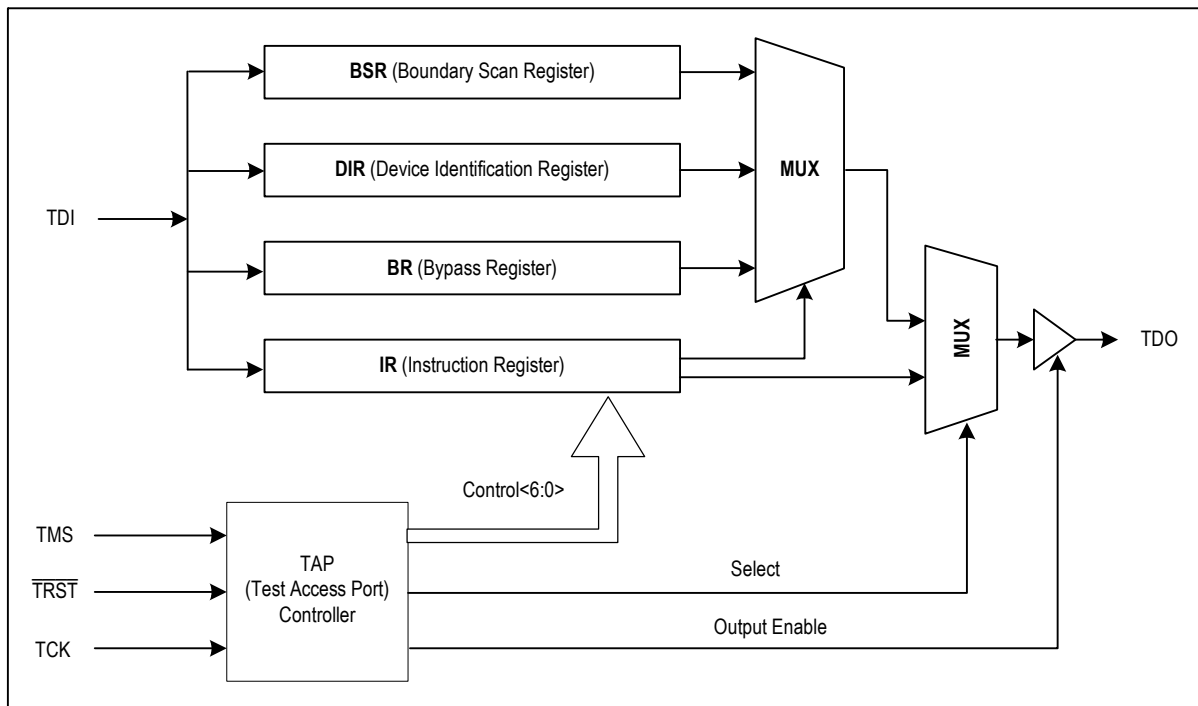 BSR (Boundary Scan Register)
DIR (Device Identification Register)
MUX
TDI
BR (Bypass Register)
MUX
TDO
IR (Instruction Register)
Control<6:0>
TMS
TAP
(Test Access Port)
Controller
Select
TRST
Output Enable
TCK